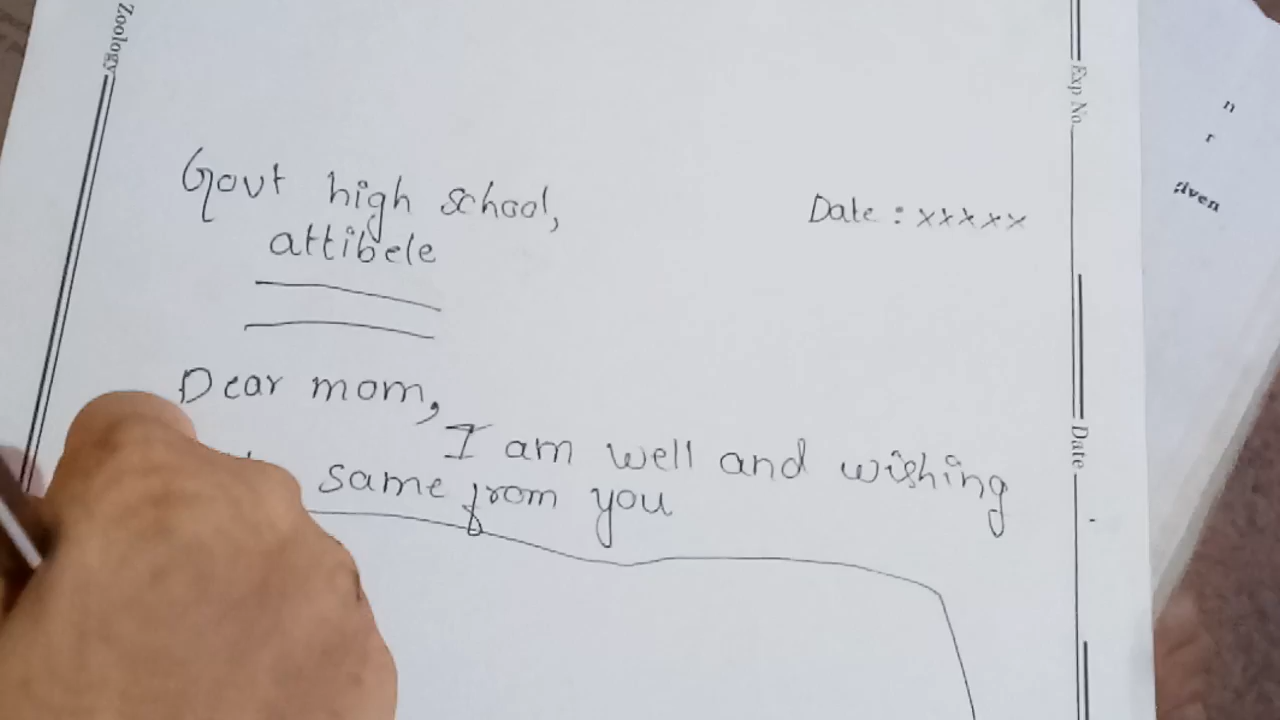 Zoology
Exp No.
Govt high school,
attibele
Date : xxxxx
Dear mom,
I am well and wishing
same from you
Date
n
r